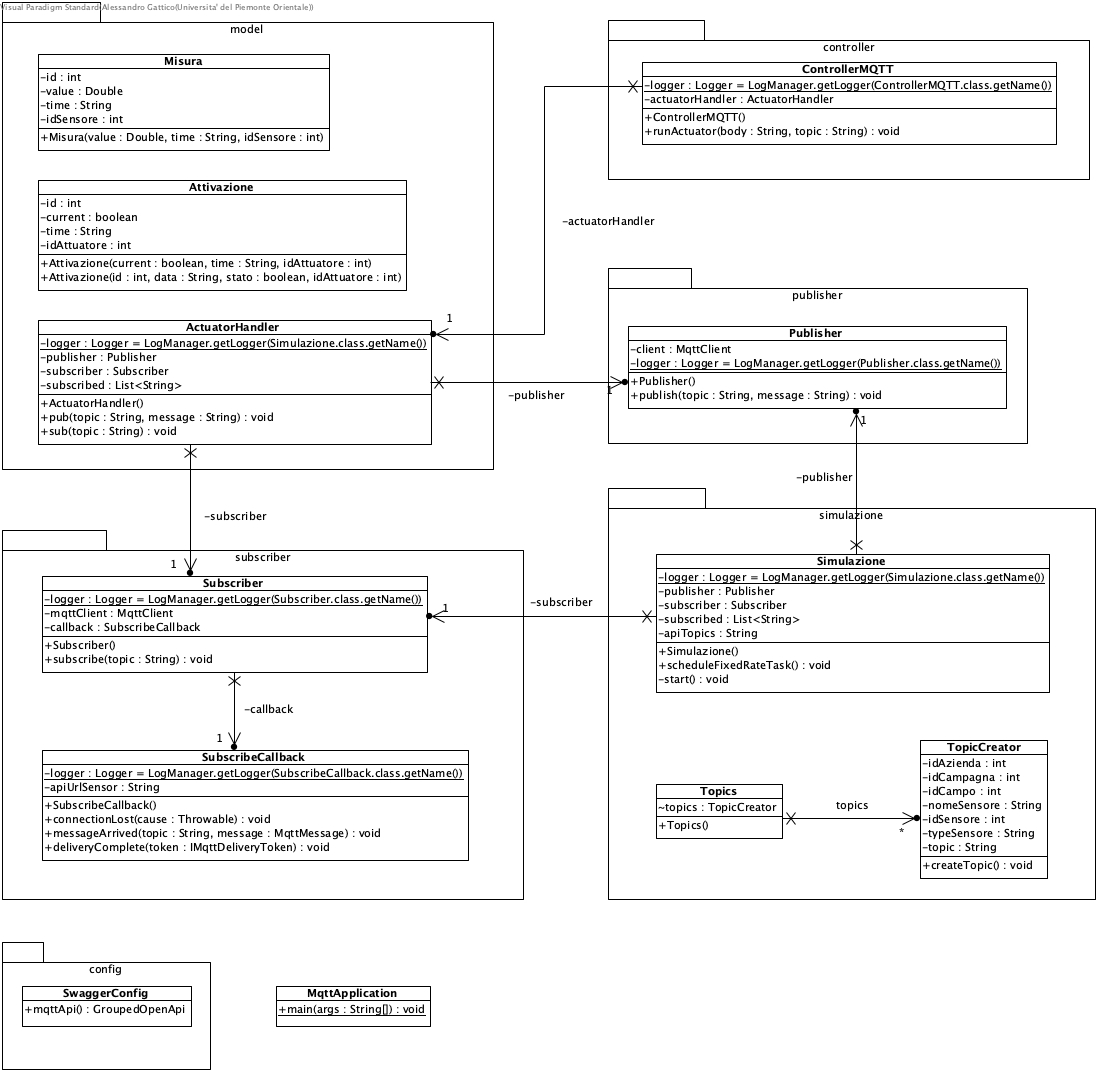 Visual Paradigm Standard(Alessandro Gattico(Universita' del Piemonte Orientale))
model
Misura
-id : int
-value : Double
-time : String
-idSensore : int
+Misura(value : Double, time : String, idSensore : int)
Attivazione
-id : int
-current : boolean
-time : String
-idAttuatore : int
+Attivazione(current : boolean, time : String, idAttuatore : int)
+Attivazione(id : int, data : String, stato : boolean, idAttuatore : int)
ActuatorHandler
-logger : Logger = LogManager.getLogger(Simulazione.class.getName())
-publisher : Publisher
-subscriber : Subscriber
-subscribed : List<String>
+ActuatorHandler()
+pub(topic : String, message : String) : void
+sub(topic : String) : void
controller
ControllerMQTT
-logger : Logger = LogManager.getLogger(ControllerMQTT.class.getName())
-actuatorHandler : ActuatorHandler
+ControllerMQTT()
+runActuator(body : String, topic : String) : void
-actuatorHandler
1
publisher
Publisher
-client : MqttClient
-logger : Logger = LogManager.getLogger(Publisher.class.getName())
+Publisher()
+publish(topic : String, message : String) : void
-publisher
1
1
-publisher
-subscriber
1
subscriber
Subscriber
-logger : Logger = LogManager.getLogger(Subscriber.class.getName())
-mqttClient : MqttClient
-callback : SubscribeCallback
+Subscriber()
+subscribe(topic : String) : void
1
-subscriber
-callback
1
SubscribeCallback
-logger : Logger = LogManager.getLogger(SubscribeCallback.class.getName())
-apiUrlSensor : String
+SubscribeCallback()
+connectionLost(cause : Throwable) : void
+messageArrived(topic : String, message : MqttMessage) : void
+deliveryComplete(token : IMqttDeliveryToken) : void
simulazione
Simulazione
-logger : Logger = LogManager.getLogger(Simulazione.class.getName())
-publisher : Publisher
-subscriber : Subscriber
-subscribed : List<String>
-apiTopics : String
+Simulazione()
+scheduleFixedRateTask() : void
-start() : void
Topics
~topics : TopicCreator
+Topics()
topics
*
TopicCreator
-idAzienda : int
-idCampagna : int
-idCampo : int
-nomeSensore : String
-idSensore : int
-typeSensore : String
-topic : String
+createTopic() : void
config
SwaggerConfig
+mqttApi() : GroupedOpenApi
MqttApplication
+main(args : String[]) : void